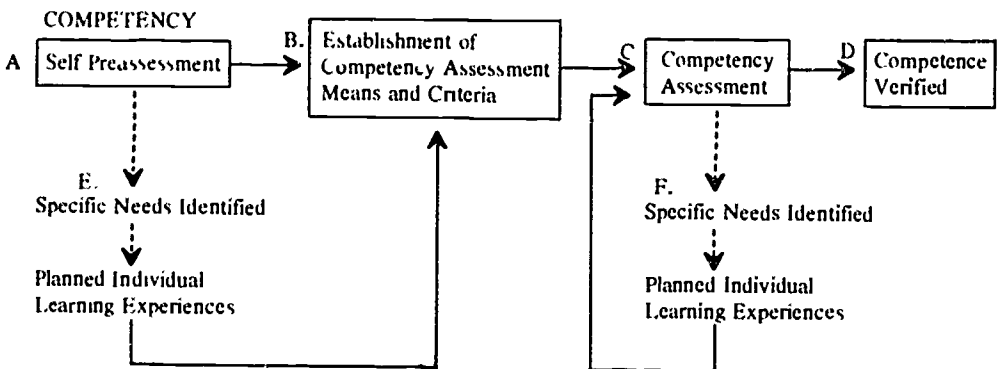 COMPETENCY
A
Self Preassessment
B.
Establishment of
Competency Assessment
Means and Criteria
C
Competency
Assessment
D
Competence
Verified
E.
Specific Needs Identified
Planned Individual
Learning Experiences
F.
Specific Needs Identified
Planned Individual
Learning Experiences